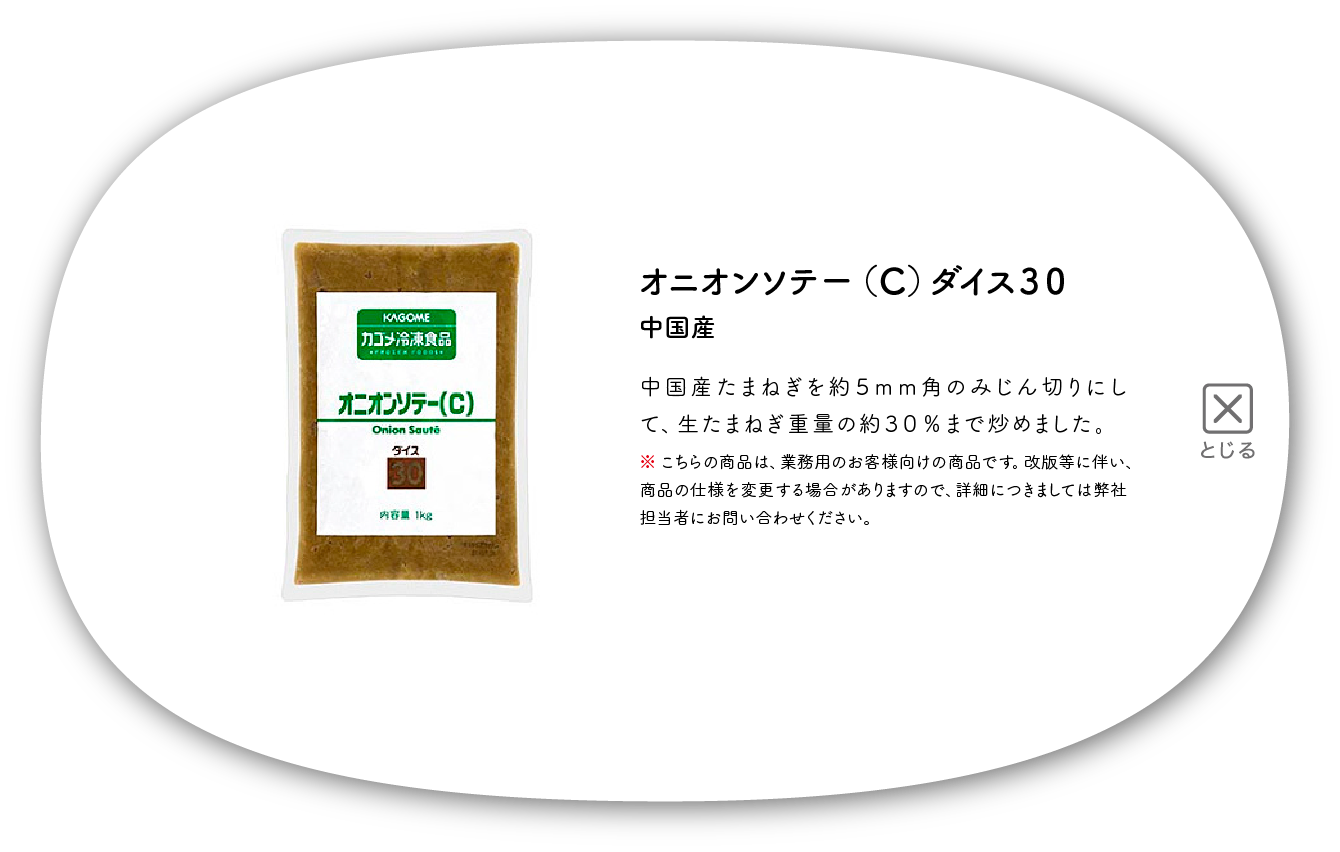 KAGOME
カゴメ冷凍食品
オニオンソテー(C)
Onion Sauté
ダイス
30
内容量 1kg
オニオンソテー（C）ダイス30
中国産
中国産たまねぎを約5mm角のみじん切りにし
て、生たまねぎ重量の約30％まで炒めました。
※ こちらの商品は、業務用のお客様向けの商品です。改版等に伴い、
商品の仕様を変更する場合がありますので、詳細につきましては弊社
担当者にお問い合わせください。
とじる